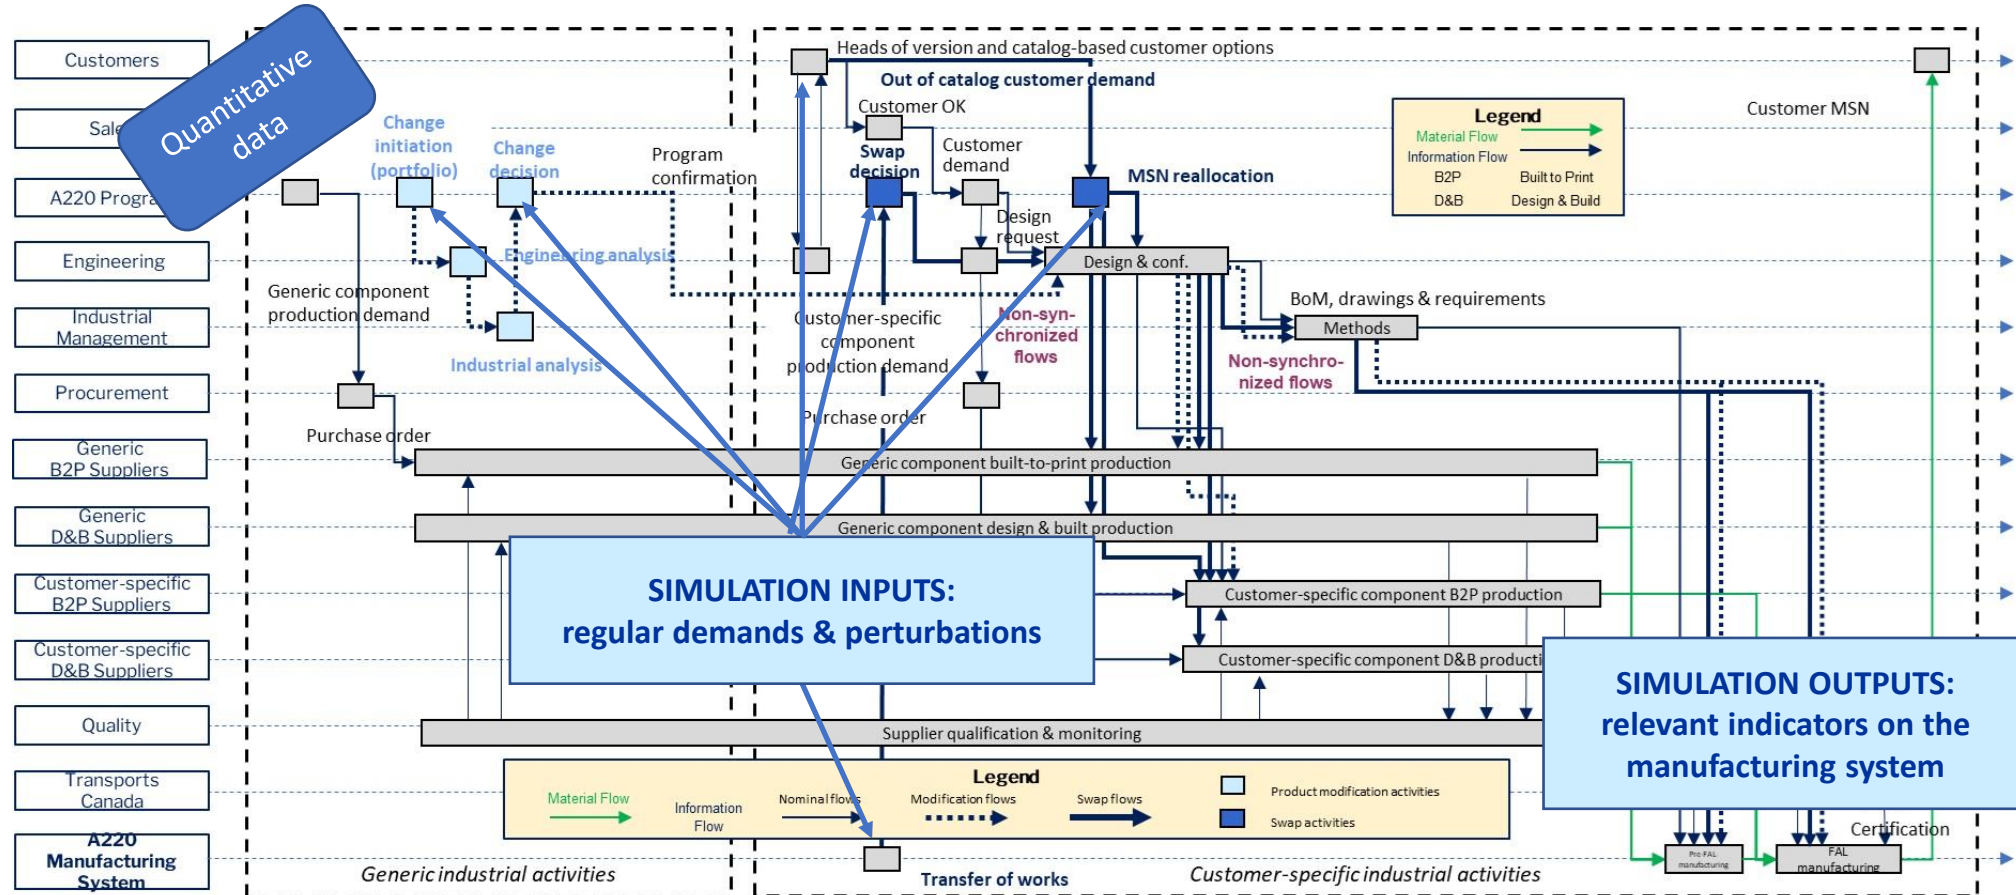 Customers
Sale
A220 Progra
Engineering
Industrial
Management
Procurement
Generic
B2P Suppliers
Generic
D&B Suppliers
Customer-specific
B2P Suppliers
Customer-specific
D&B Suppliers
Quality
Transports
Canada
A220
Manufacturing
System
Quantitative
data
Change
initiation
(portfolio)
Change
decision
Engineering analysis
Industrial analysis
Generic component
production demand
Purchase order
Program
confirmation
Heads of version and catalog-based customer options
Out of catalog customer demand
Customer OK
Swap
decision
Customer
demand
MSN reallocation
Design
request
Design & conf.
Customer-specific
component
production demand
Non-syn-
chronized
flows
Purchase order
BoM, drawings & requirements
Methods
Non-synchro-
nized flows
Legend
Material Flow
Information Flow
B2P Built to Print
D&B Design & Build
Customer MSN
Generic component built-to-print production
Generic component design & built production
Customer-specific component B2P production
Customer-specific component D&B producti
Supplier qualification & monitoring
SIMULATION INPUTS:
regular demands & perturbations
SIMULATION OUTPUTS:
relevant indicators on the
manufacturing system
Legend
Material Flow
Information
Flow
Nominal flows
Modification flows
Swap flows
Product modification activities
Swap activities
Certification
Pre-FAL
manufacturing
FAL
manufacturing
Generic industrial activities
Transfer of works
Customer-specific industrial activities